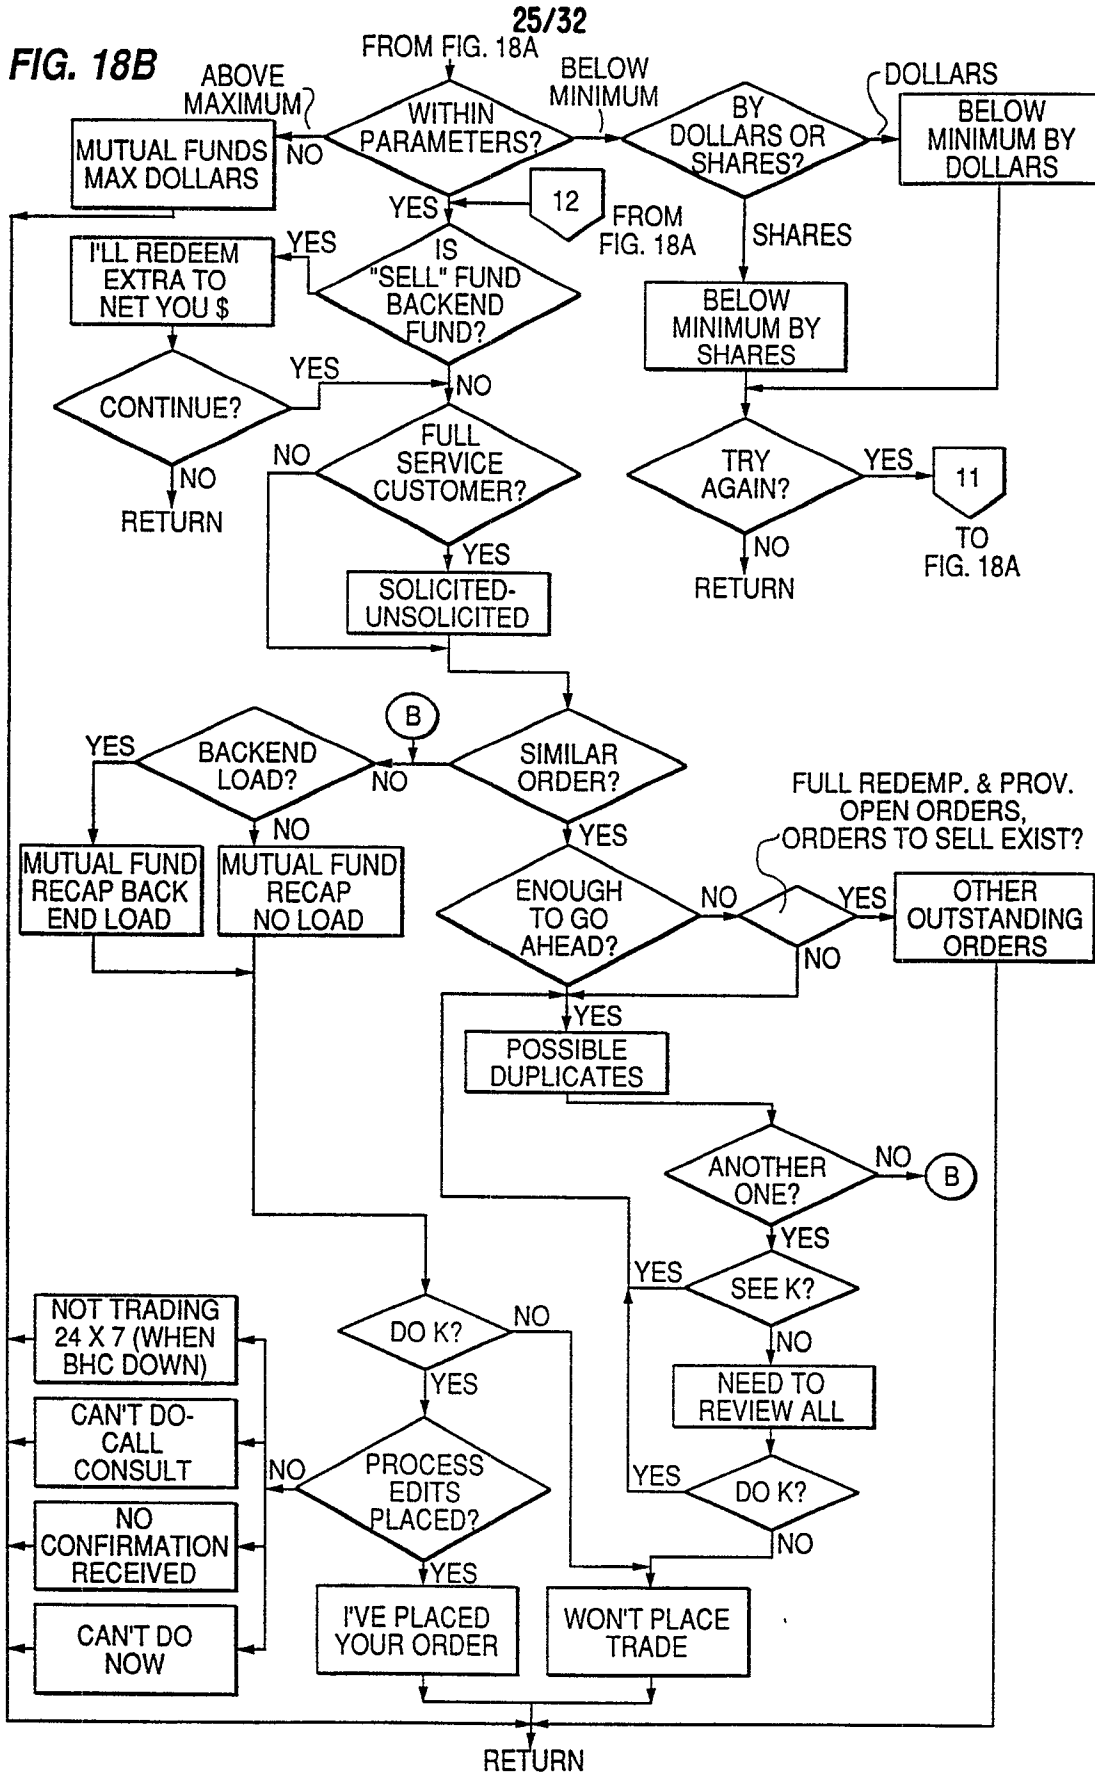 25/32
FIG. 18B
FROM FIG. 18A
ABOVE
MAXIMUM
BELOW
MINIMUM
DOLLARS
WITHIN
PARAMETERS?
BY
DOLLARS OR
SHARES?
BELOW
MINIMUM BY
DOLLARS
NO
MUTUAL FUNDS
MAX DOLLARS
YES
12
FROM
FIG. 18A
SHARES
I'LL REDEEM
EXTRA TO
NET YOU $
YES
IS
"SELL" FUND
BACKEND
FUND?
BELOW
MINIMUM BY
SHARES
CONTINUE?
YES
NO
NO
RETURN
NO
FULL
SERVICE
CUSTOMER?
TRY
AGAIN?
YES
11
TO
FIG. 18A
YES
NO
RETURN
SOLICITED-
UNSOLICITED
B
YES
BACKEND
LOAD?
NO
SIMILAR
ORDER?
FULL REDEMP. & PROV.
OPEN ORDERS,
ORDERS TO SELL EXIST?
NO
YES
MUTUAL FUND
RECAP BACK
END LOAD
MUTUAL FUND
RECAP
NO LOAD
ENOUGH
TO GO
AHEAD?
NO
YES
OTHER
OUTSTANDING
ORDERS
NO
YES
POSSIBLE
DUPLICATES
ANOTHER
ONE?
NO
B
YES
YES
SEE K?
NOT TRADING
24 X 7 (WHEN
BHC DOWN)
DO K?
NO
NO
YES
NEED TO
REVIEW ALL
CAN'T DO-
CALL
CONSULT
NO
PROCESS
EDITS
PLACED?
YES
DO K?
NO
CONFIRMATION
RECEIVED
NO
YES
CAN'T DO
NOW
I'VE PLACED
YOUR ORDER
WON'T PLACE
TRADE
RETURN